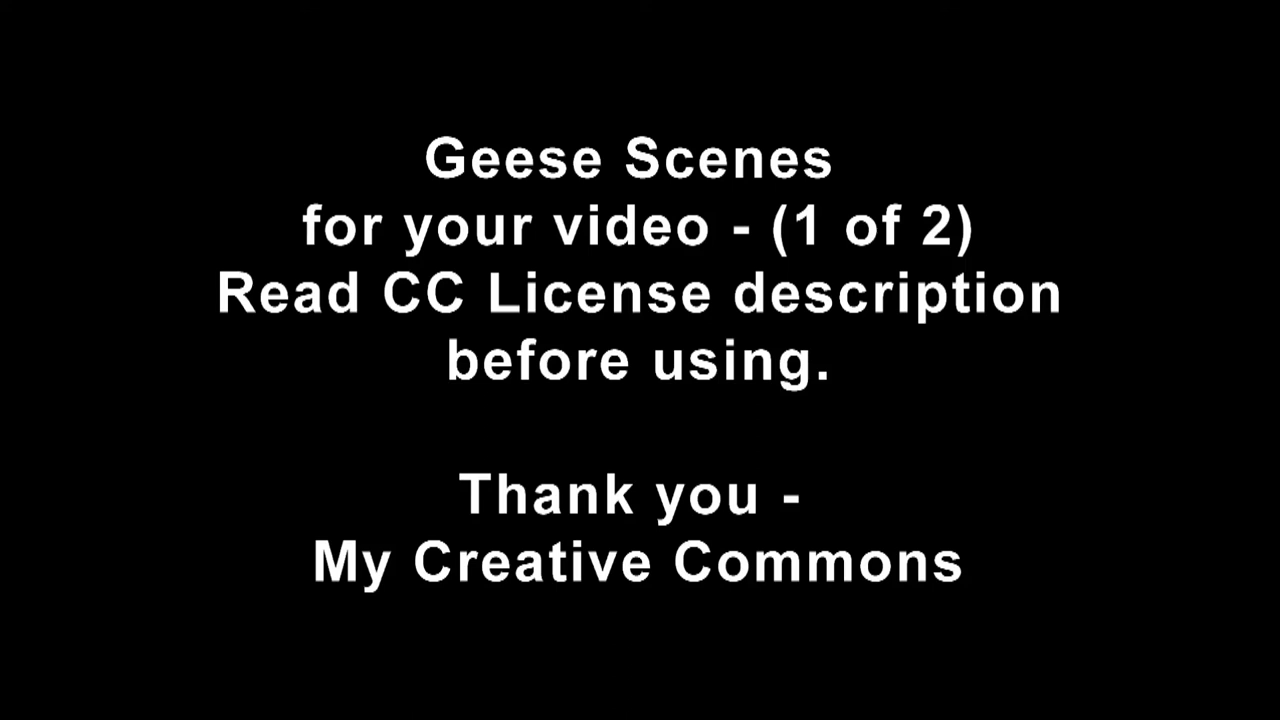 Geese Scenes
for your video - (1 of 2)
Read CC License description
before using.
Thank you -
My Creative Commons